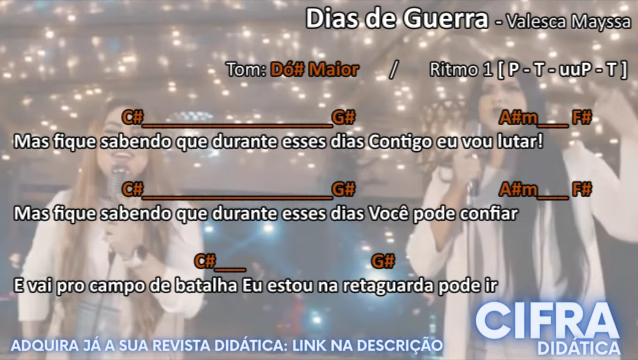 Dias de Guerra - Valesca Mayssa
Tom: Dó# Maior / Ritmo 1 [ P - T - uuP - T ]
C#____________________G# A#m___ F#
Mas fique sabendo que durante esses dias Contigo eu vou lutar!
C#____________________G# A#m___ F#
Mas fique sabendo que durante esses dias Você pode confiar
C#___ G#
E vai pro campo de batalha Eu estou na retaguarda pode ir
CIFRA
DIDÁTICA
ADQUIRA JÁ A SUA REVISTA DIDÁTICA: LINK NA DESCRIÇÃO